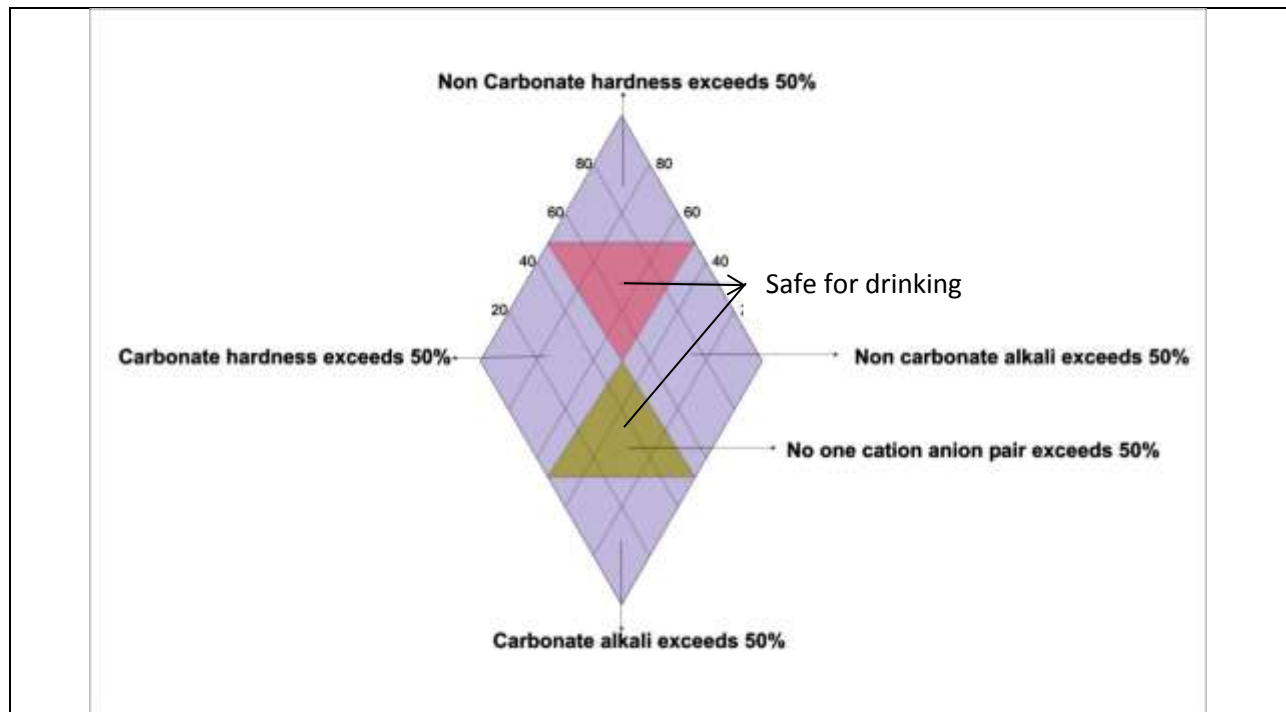 Non Carbonate hardness exceeds 50%
80 80
60 60
40 40
Safe for drinking
20
Carbonate hardness exceeds 50%
Non carbonate alkali exceeds 50%
No one cation anion pair exceeds 50%
Carbonate alkali exceeds 50%